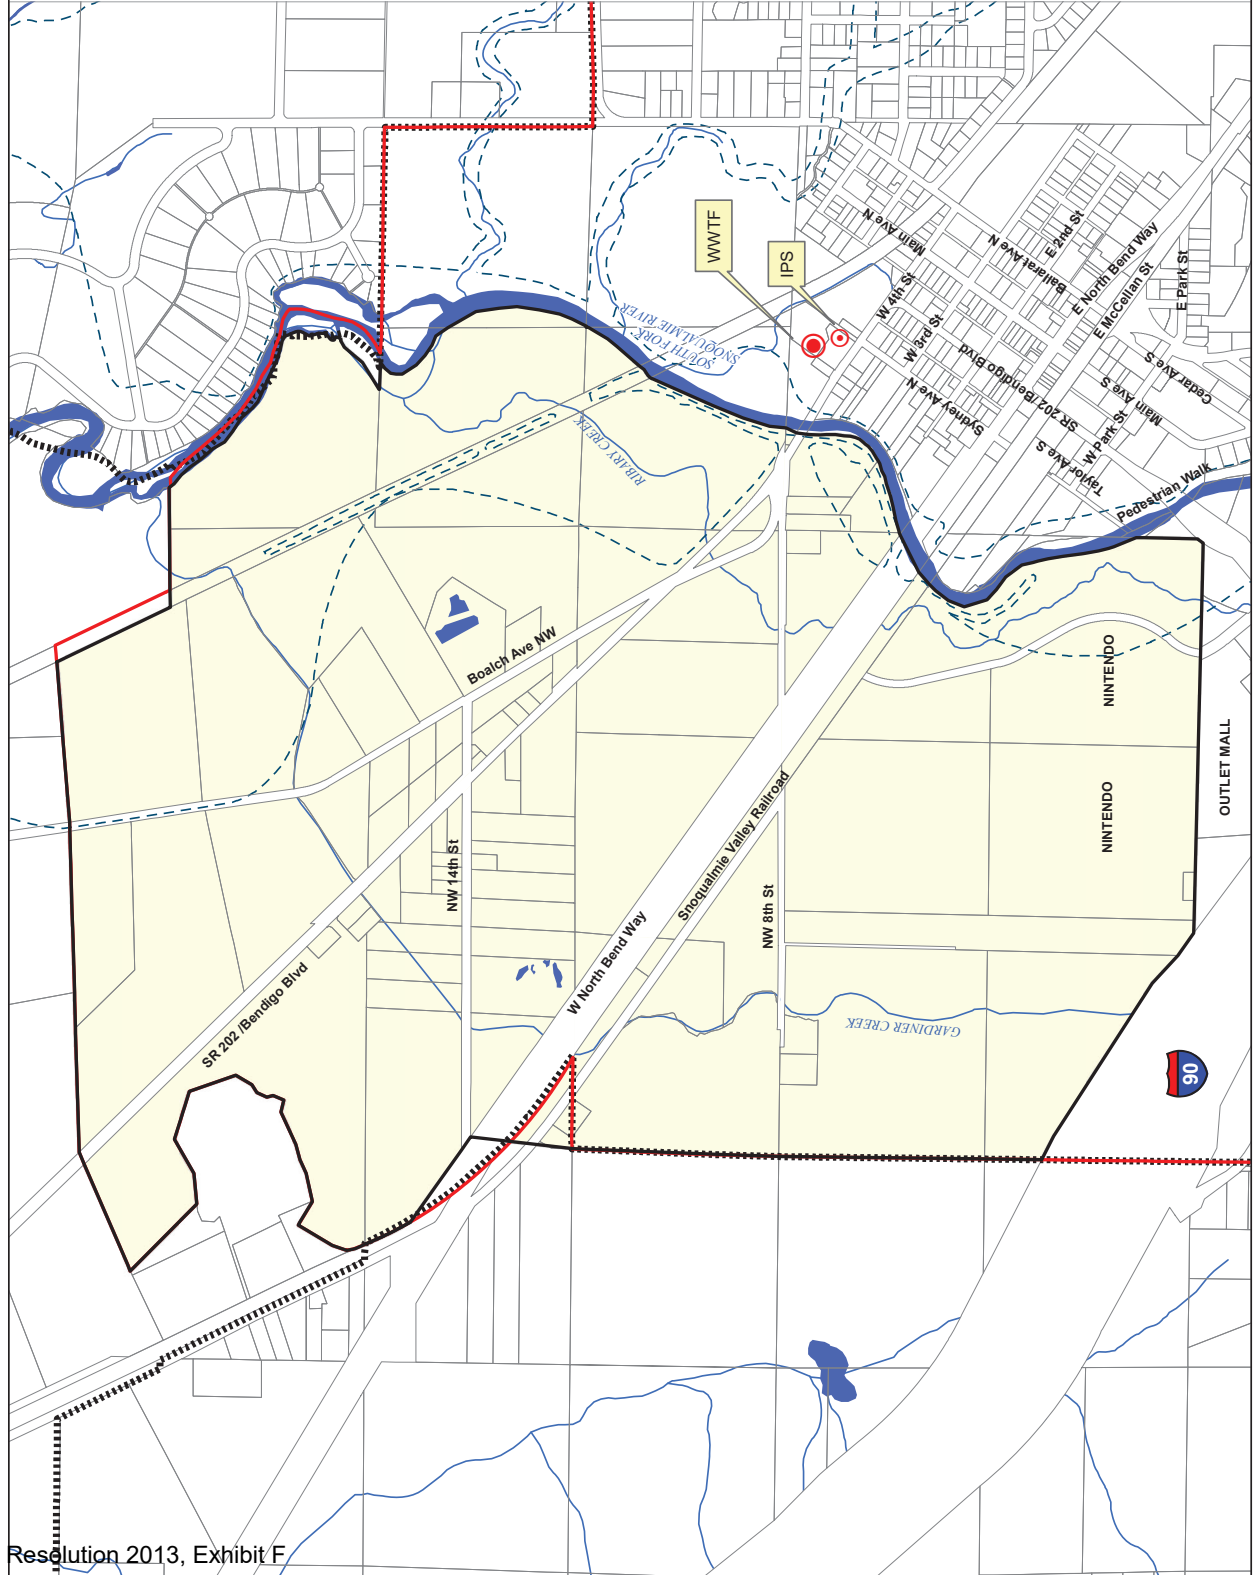 WWTF
IPS
Main Ave N
Ballarat Ave N
E 2nd St
E North Bend Way
E McCellan St
E Park St
W 4th St
W 3rd St
SR 202 /Bendigo Blvd
Sydney Ave N
Cedar Ave S
Main Ave S
W Park St
Taylor Ave S
Pedestrian Walk
SOUTH FORK
SNOQUALMIE RIVER
RIBARY CREEK
Boalch Ave NW
NINTENDO
NINTENDO
OUTLET MALL
NW 14th St
Snoqualmie Valley Railroad
NW 8th St
W North Bend Way
SR 202 /Bendigo Blvd
GARDINER CREEK
90
Resolution 2013, Exhibit F